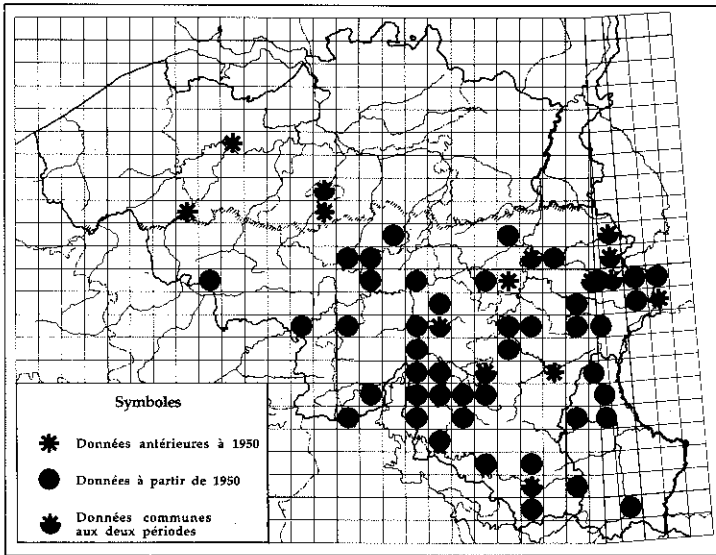 Symboles
Données antérieures à 1950
Données à partir de 1950
Données communes
aux deux périodes